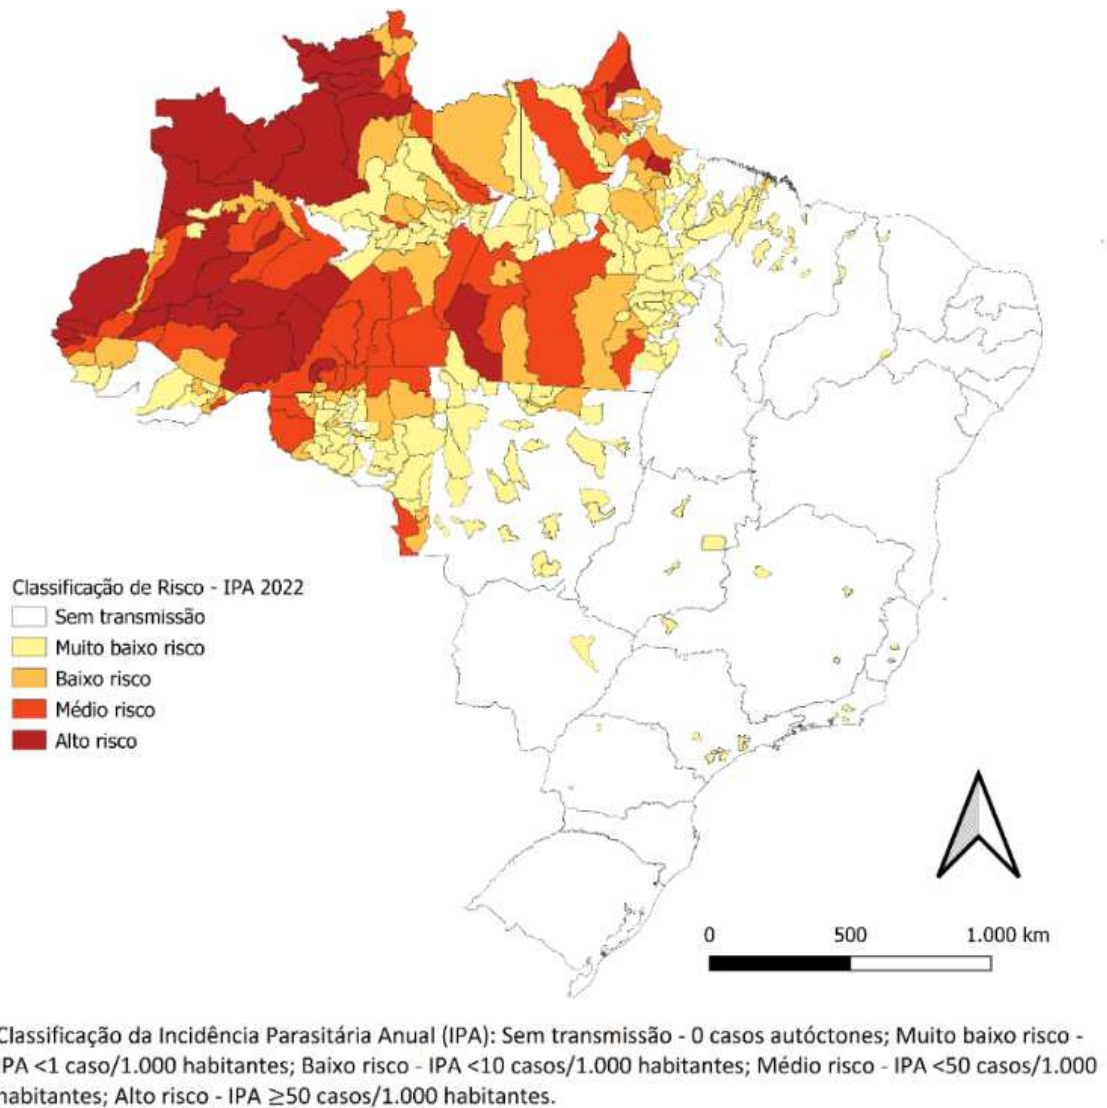 Classificação de Risco - IPA 2022
Sem transmissão
Muito baixo risco
Baixo risco
Médio risco
Alto risco
0 500 1.000 km
Classificação da Incidência Parasitária Anual (IPA): Sem transmissão - 0 casos autóctones; Muito baixo risco -
IPA <1 caso/1.000 habitantes; Baixo risco - IPA <10 casos/1.000 habitantes; Médio risco - IPA <50 casos/1.000
habitantes; Alto risco - IPA ≥50 casos/1.000 habitantes.